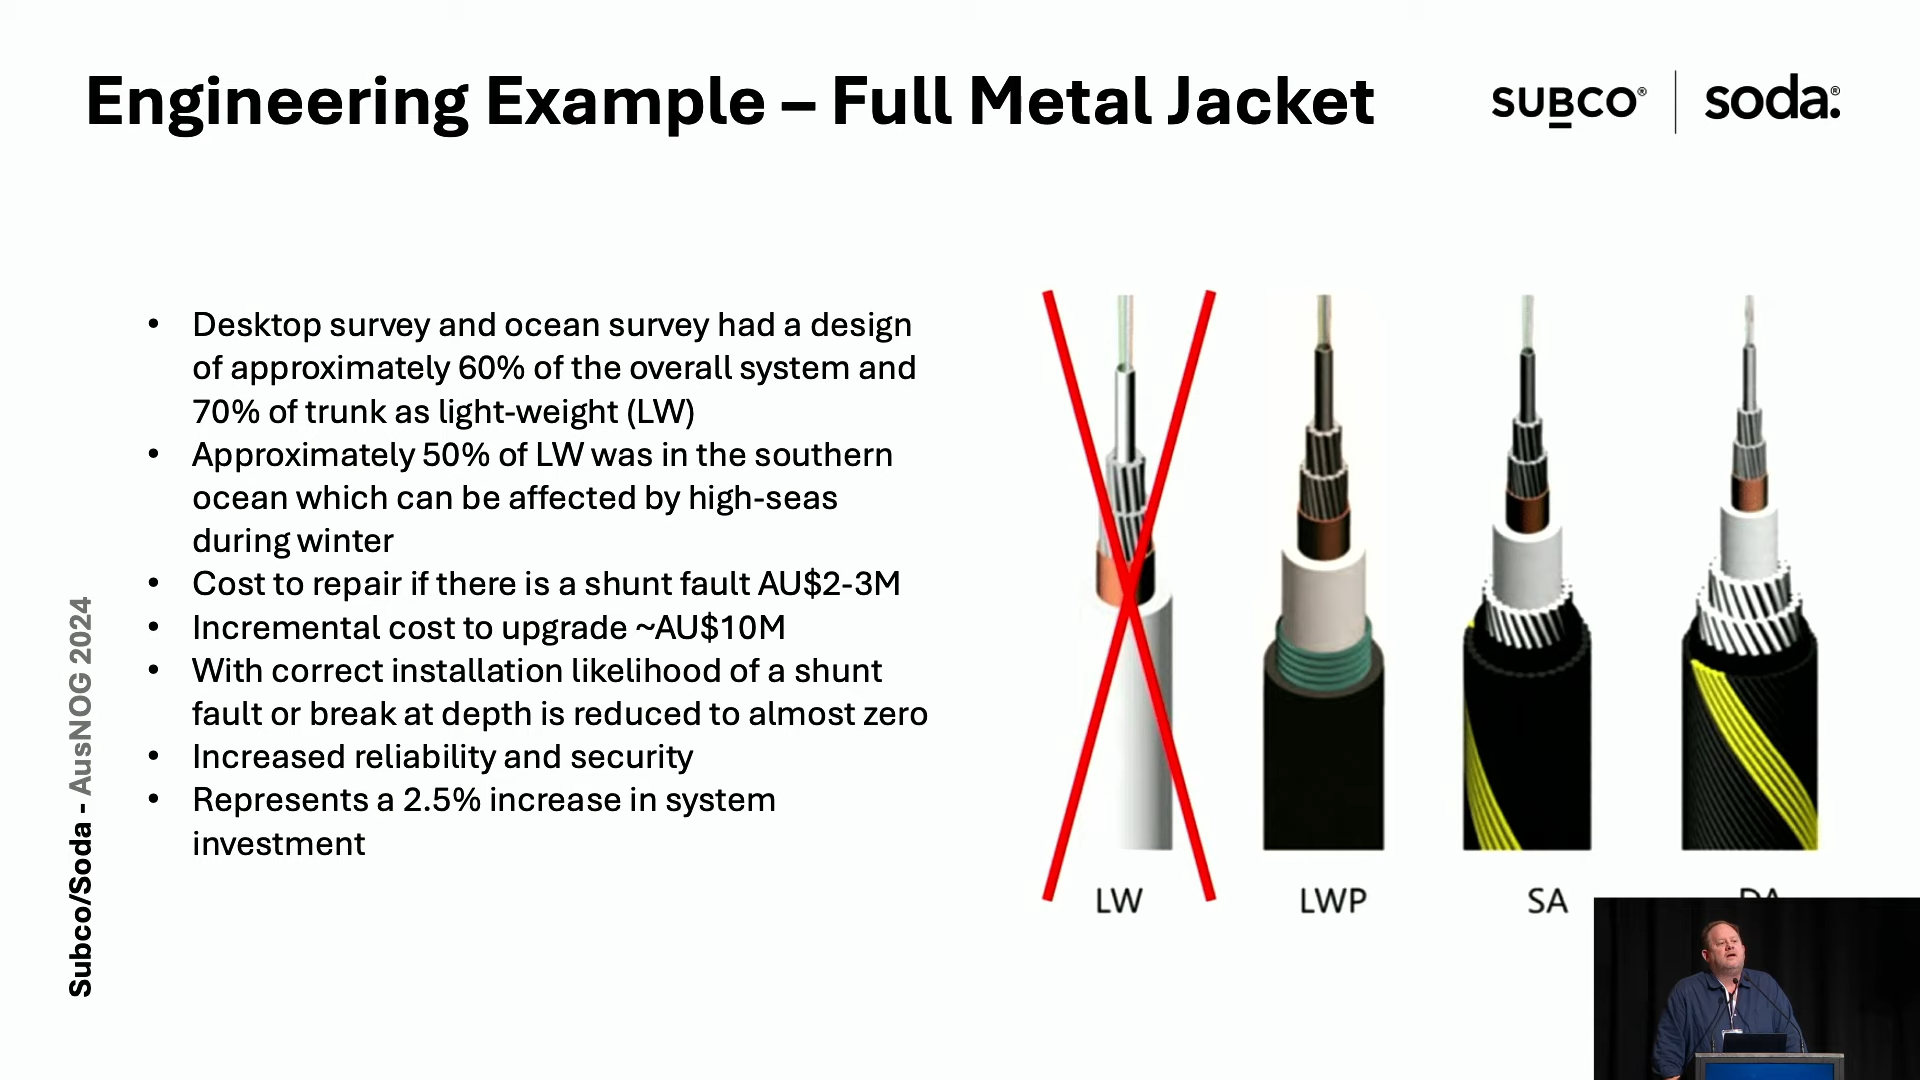 Engineering Example – Full Metal Jacket
SUBCO® | soda.®
• Desktop survey and ocean survey had a design
of approximately 60% of the overall system and
70% of trunk as light-weight (LW)
• Approximately 50% of LW was in the southern
ocean which can be affected by high-seas
during winter
• Cost to repair if there is a shunt fault AU$2-3M
• Incremental cost to upgrade ~AU$10M
• With correct installation likelihood of a shunt
fault or break at depth is reduced to almost zero
• Increased reliability and security
• Represents a 2.5% increase in system
investment
LW
LWP
SA
DA
Subco/Soda - AusNOG 2024